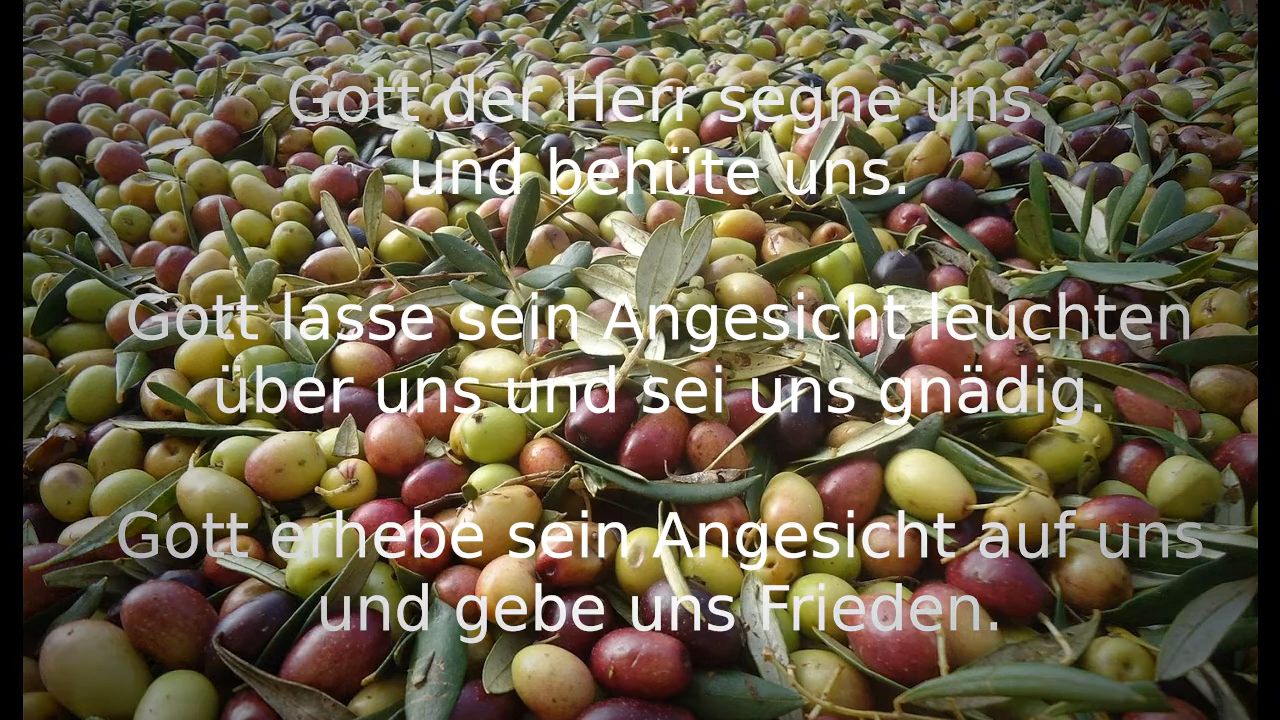 Gott der Herr segne uns
und behüte uns.
Gott lasse sein Angesicht leuchten
über uns und sei uns gnädig.
Gott erhebe sein Angesicht auf uns
und gebe uns Frieden.